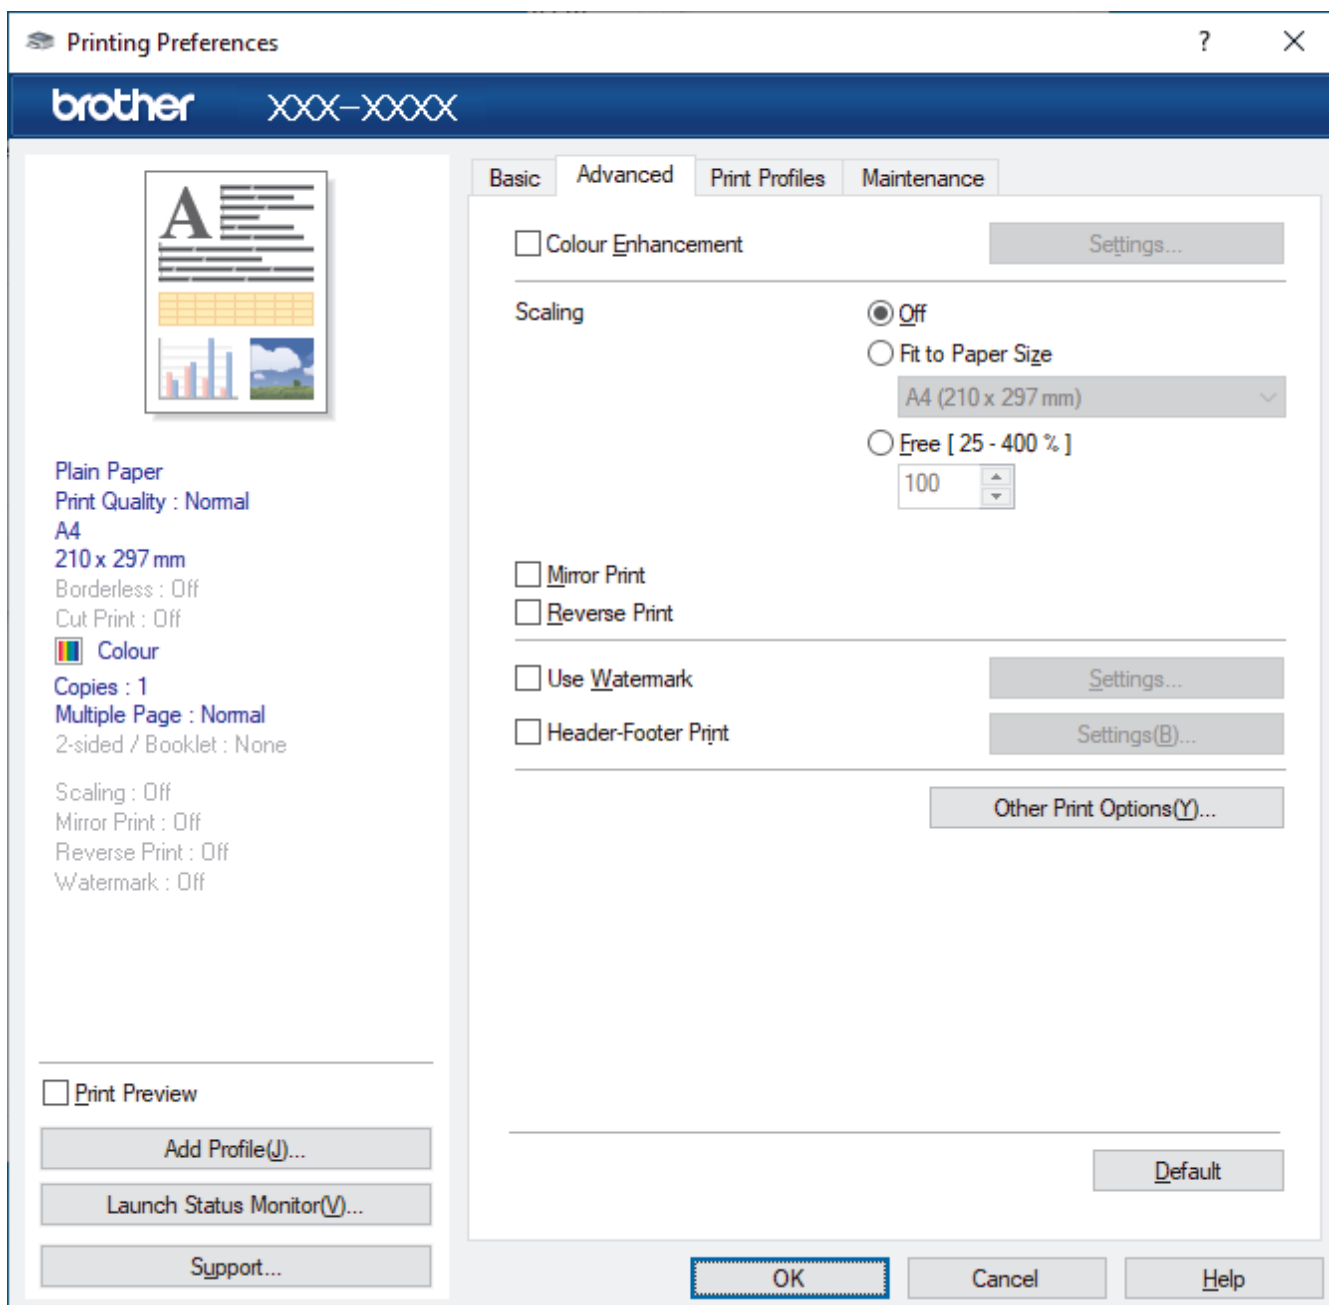 Printing Preferences
?
brother XXX-XXXX
A
Plain Paper
Print Quality : Normal
A4
210 x 297 mm
Borderless : Off
Cut Print : Off
Colour
Copies : 1
Multiple Page : Normal
2-sided / Booklet : None
Scaling : Off
Mirror Print : Off
Reverse Print : Off
Watermark : Off
Print Preview
Add Profile(J)...
Launch Status Monitor(V)...
Support...
Basic Advanced Print Profiles Maintenance
Colour Enhancement Settings...
Scaling Off
Fit to Paper Size
A4 (210 x 297 mm)
Free [ 25 - 400 % ]
100
Mirror Print
Reverse Print
Use Watermark Settings...
Header-Footer Print Settings(B)...
Other Print Options(Y)...
Default
OK Cancel Help